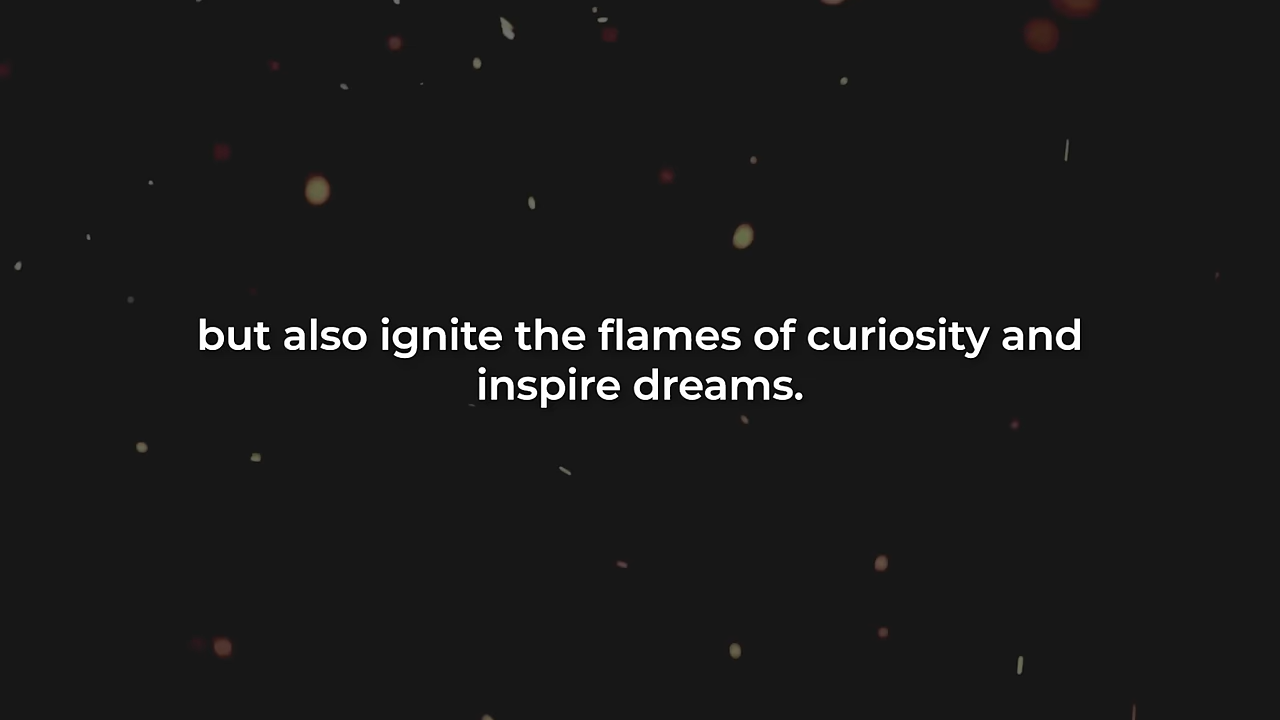 but also ignite the flames of curiosity and
inspire dreams.